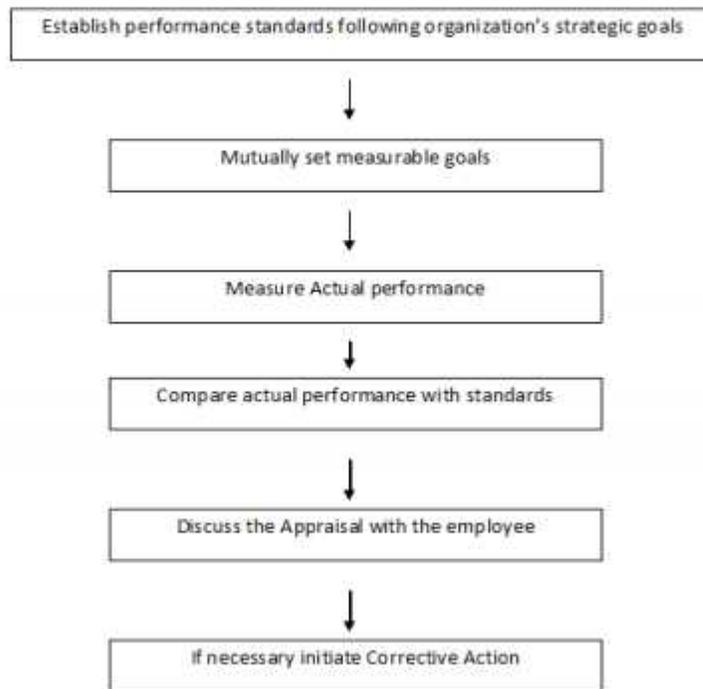 Establish performance standards following organization's strategic goals
Mutually set measurable goals
Measure Actual performance
Compare actual performance with standards
Discuss the Appraisal with the employee
If necessary initiate Corrective Action